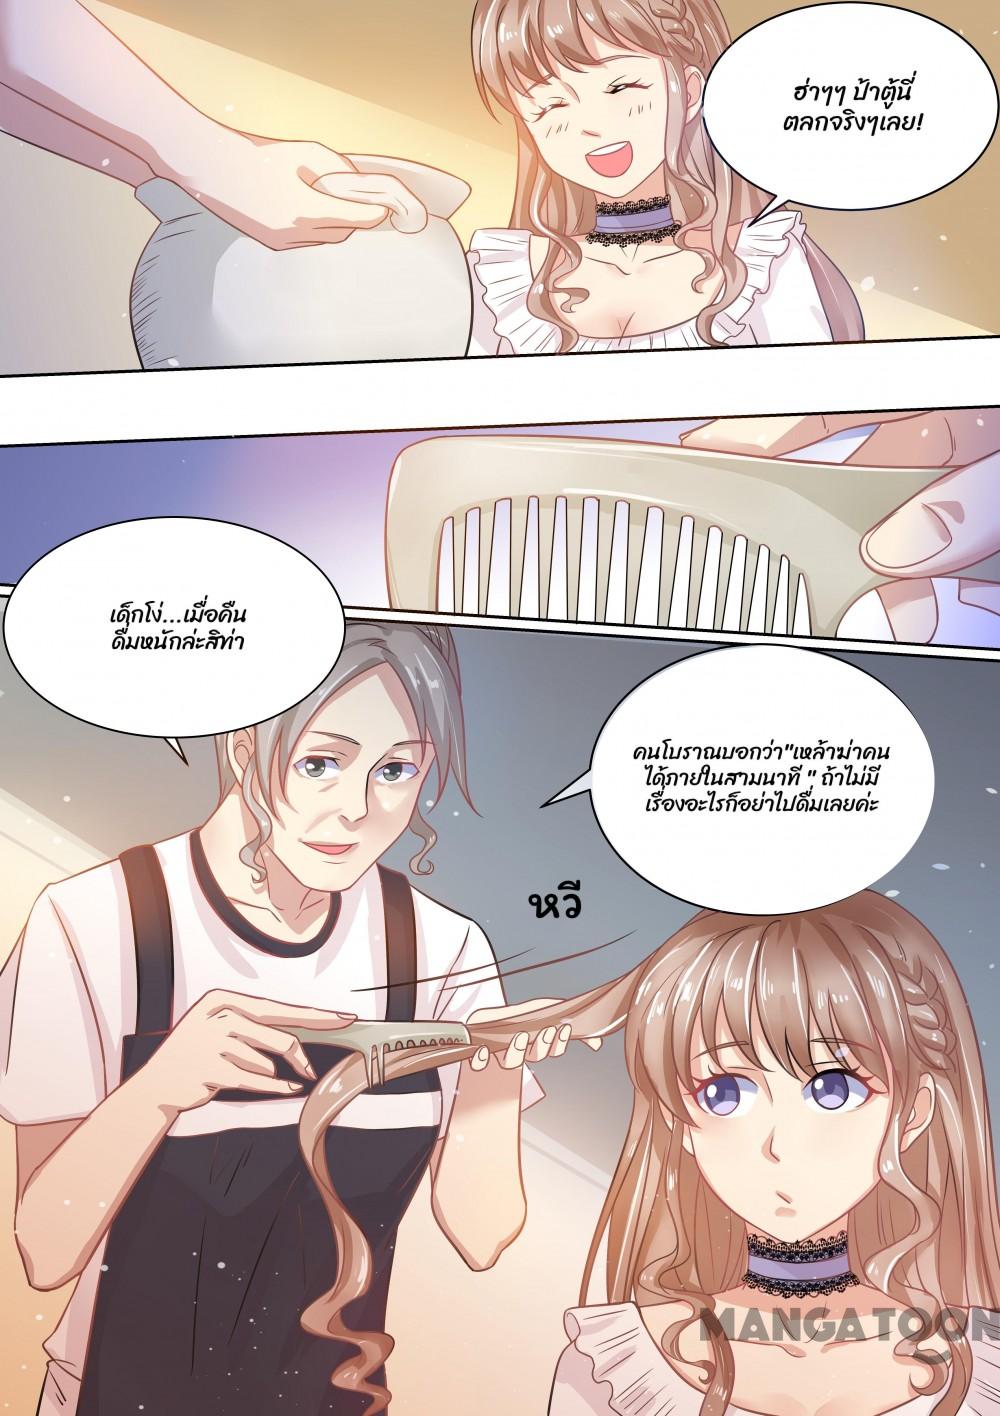 ฮ่าๆๆ ป้าตู้นี่
ตลกจริงๆเลย!
เด็กโง่...เมื่อคืน
ดื่มหนักล่ะสิท่า
คนโบราณบอกว่า"เหล้าฆ่าคน
ได้ภายในสามนาที " ถ้าไม่มี
เรื่องอะไรก็อย่าไปดื่มเลยค่ะ
หวี
MANGATOON